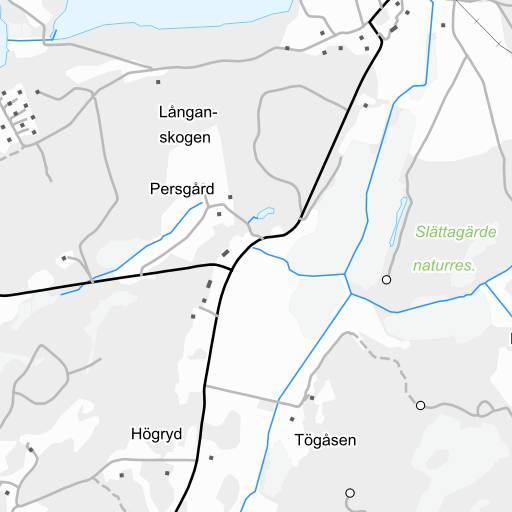 Långan-
skogen
Persgård
Slättagärde
naturres.
Högryd
Tögåsen